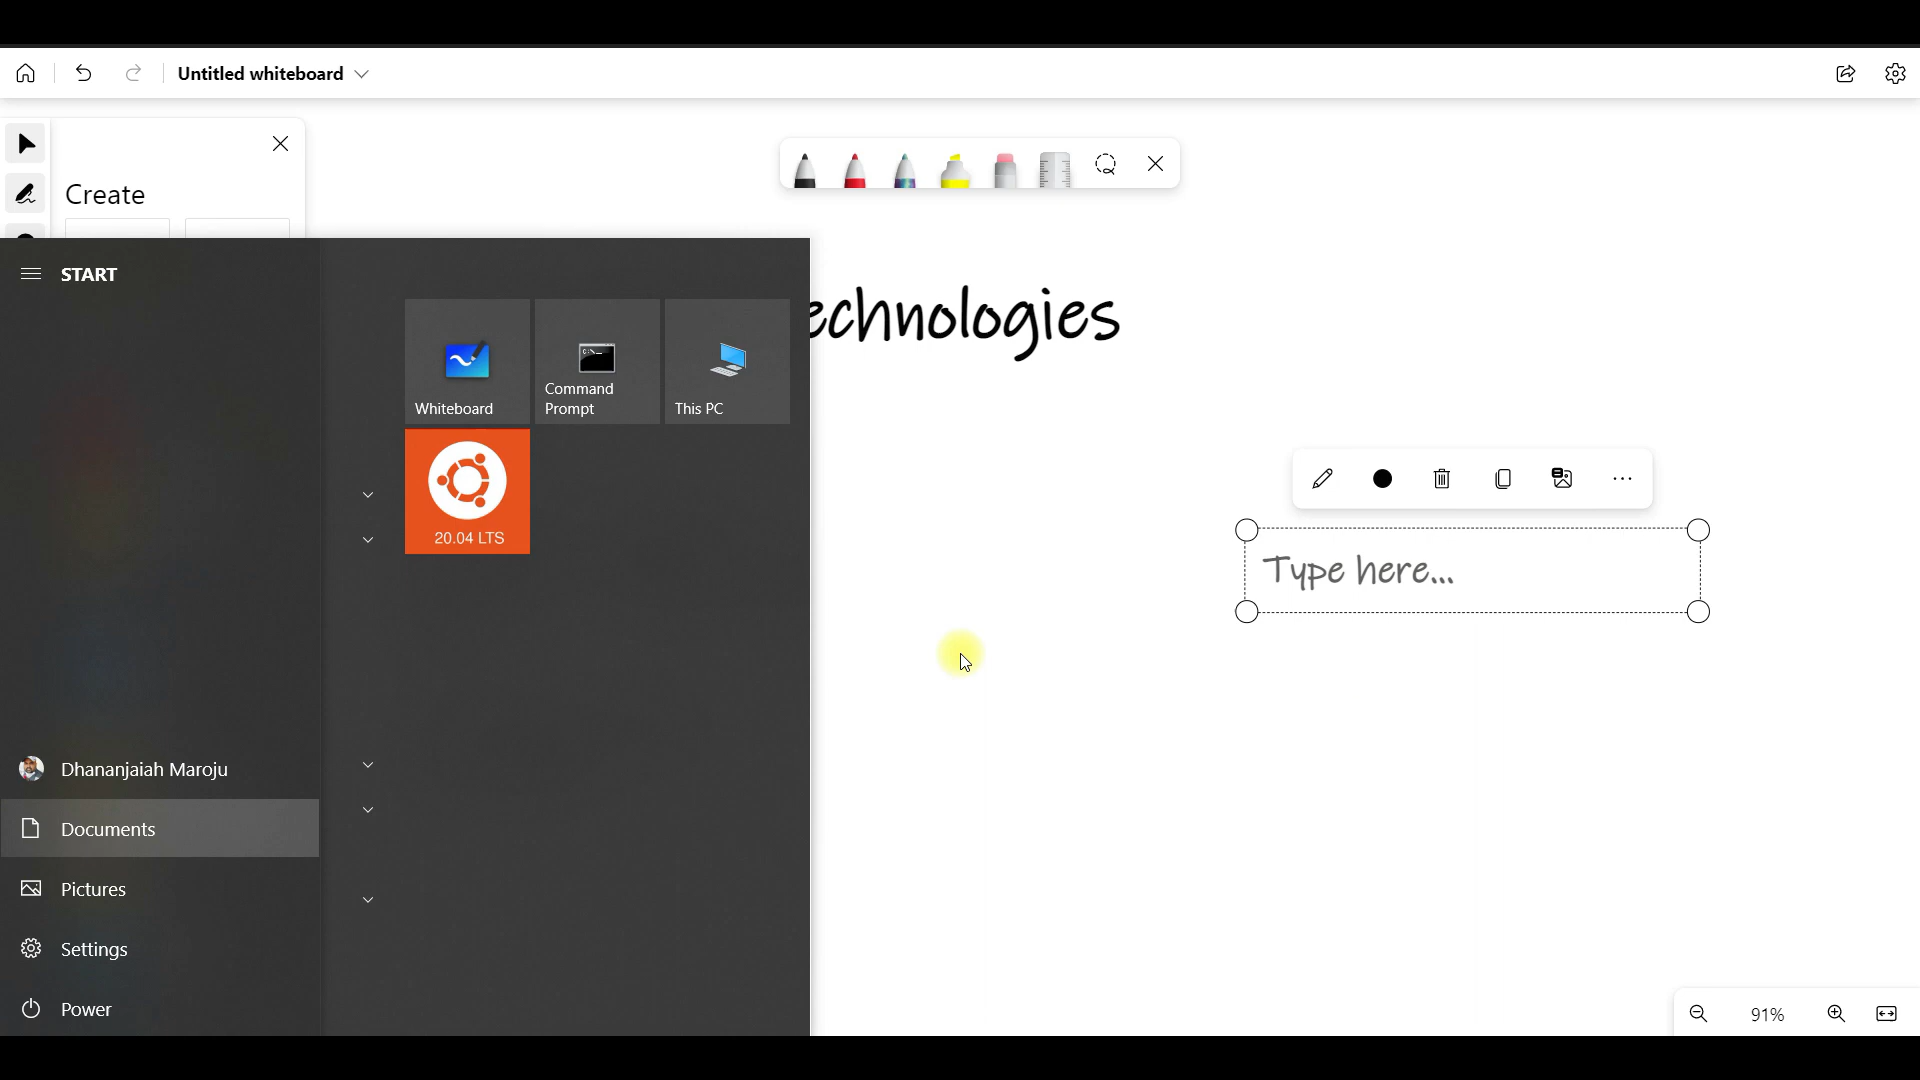 Untitled whiteboard
Create
START
echnologies
Whiteboard
Command
Prompt
This PC
20.04 LTS
Type here...
Dhananjaiah Maroju
Documents
Pictures
Settings
Power
91%